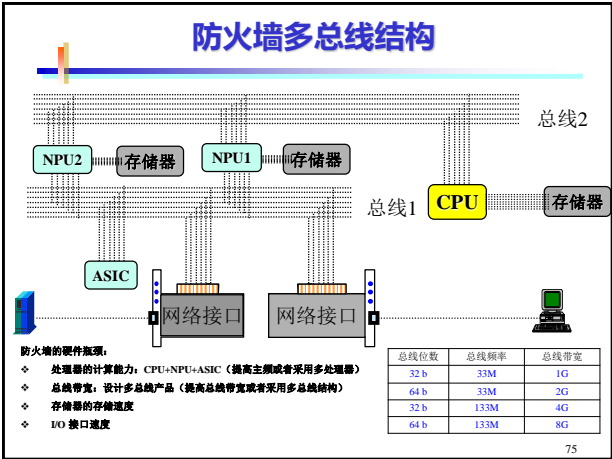 防火墙多总线结构
总线2
NPU2
存储器
NPU1
存储器
总线1
CPU
存储器
ASIC
网络接口
网络接口
防火墙的硬件瓶颈:
❖ 处理器的计算能力: CPU+NPU+ASIC(提高主频或者采用多处理器)
❖ 总线带宽: 设计多总线产品(提高总线带宽或者采用多总线结构)
❖ 存储器的存储速度
❖ I/O 接口速度
总线位数 总线频率 总线带宽
32 b 33M 1G
64 b 33M 2G
32 b 133M 4G
64 b 133M 8G
75